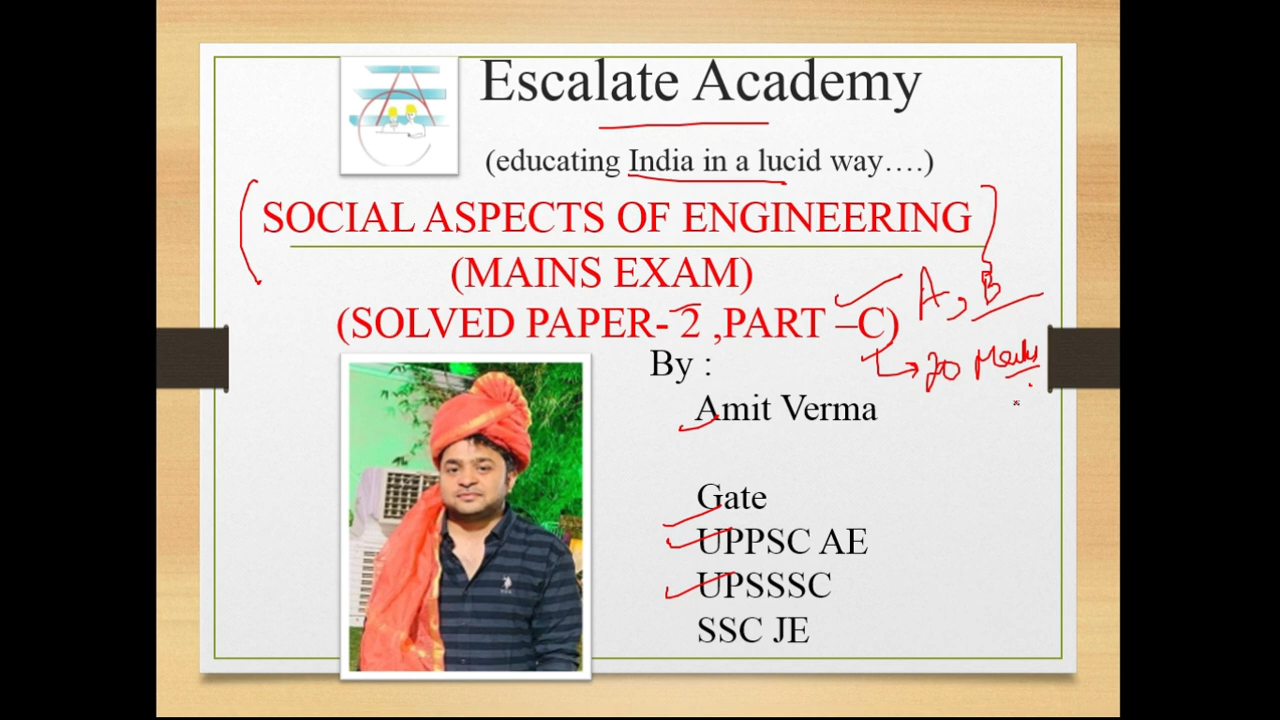 Escalate Academy
(educating India in a lucid way….)
SOCIAL ASPECTS OF ENGINEERING
(MAINS EXAM)
(SOLVED PAPER- 2 ,PART –C) A, B
By : 20 Marks
Amit Verma
Gate
UPPSC AE
UPSSSC
SSC JE